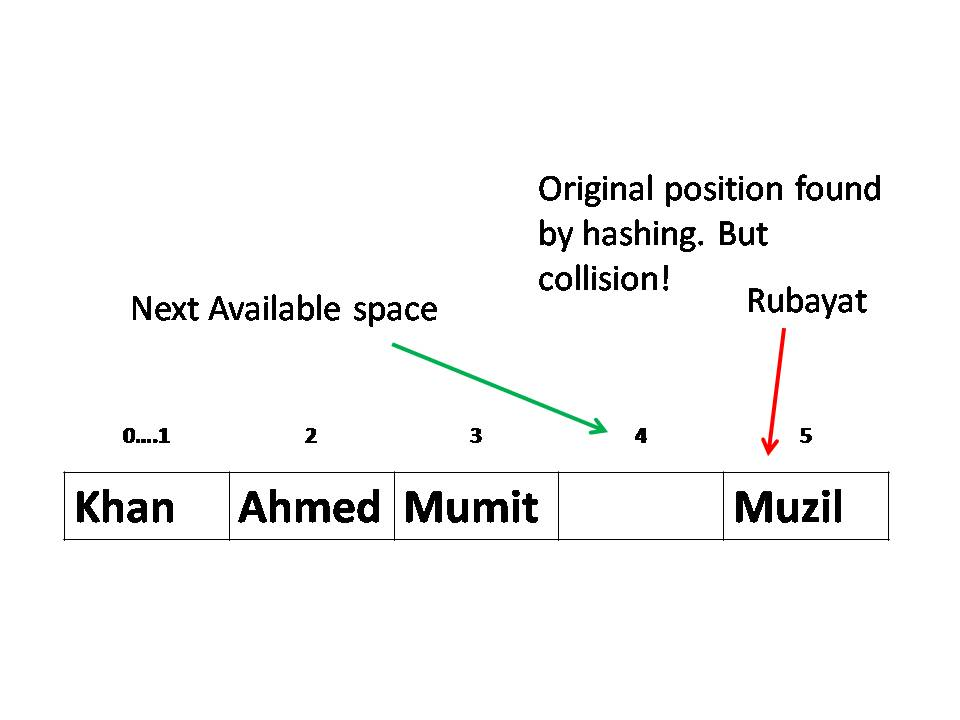 Original position found
by hashing. But
collision!
Rubayat
Next Available space
0....1 2 3 4 5
Khan Ahmed Mumit Muzil